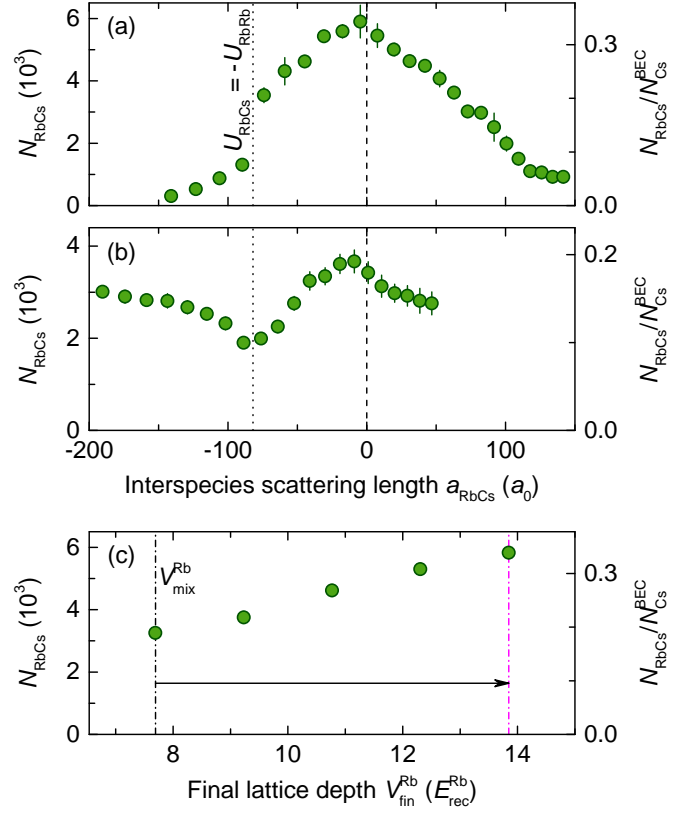 (a)
6
4
2
0
N_RbCs (10^3)
U_RbCs = - U_RbRb
0.3
0.0
N_RbCs/N_Cs^BEC
(b)
4
2
0
N_RbCs (10^3)
0.2
0.0
N_RbCs/N_Cs^BEC
-200 -100 0 100
Interspecies scattering length a_RbCs (a_0)
(c)
6
4
2
0
N_RbCs (10^3)
V_mix^Rb
0.3
0.0
N_RbCs/N_Cs^BEC
8 10 12 14
Final lattice depth V_fin^Rb (E_rec^Rb)